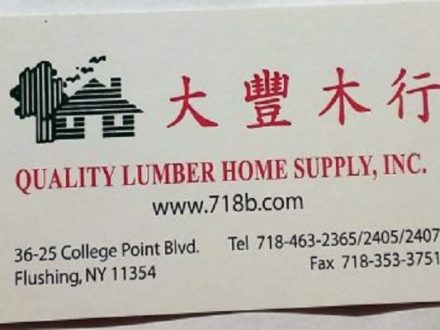 大豐木行
QUALITY LUMBER HOME SUPPLY, INC.
www.718b.com
36-25 College Point Blvd. Tel 718-463-2365/2405/2407
Flushing, NY 11354 Fax 718-353-3751